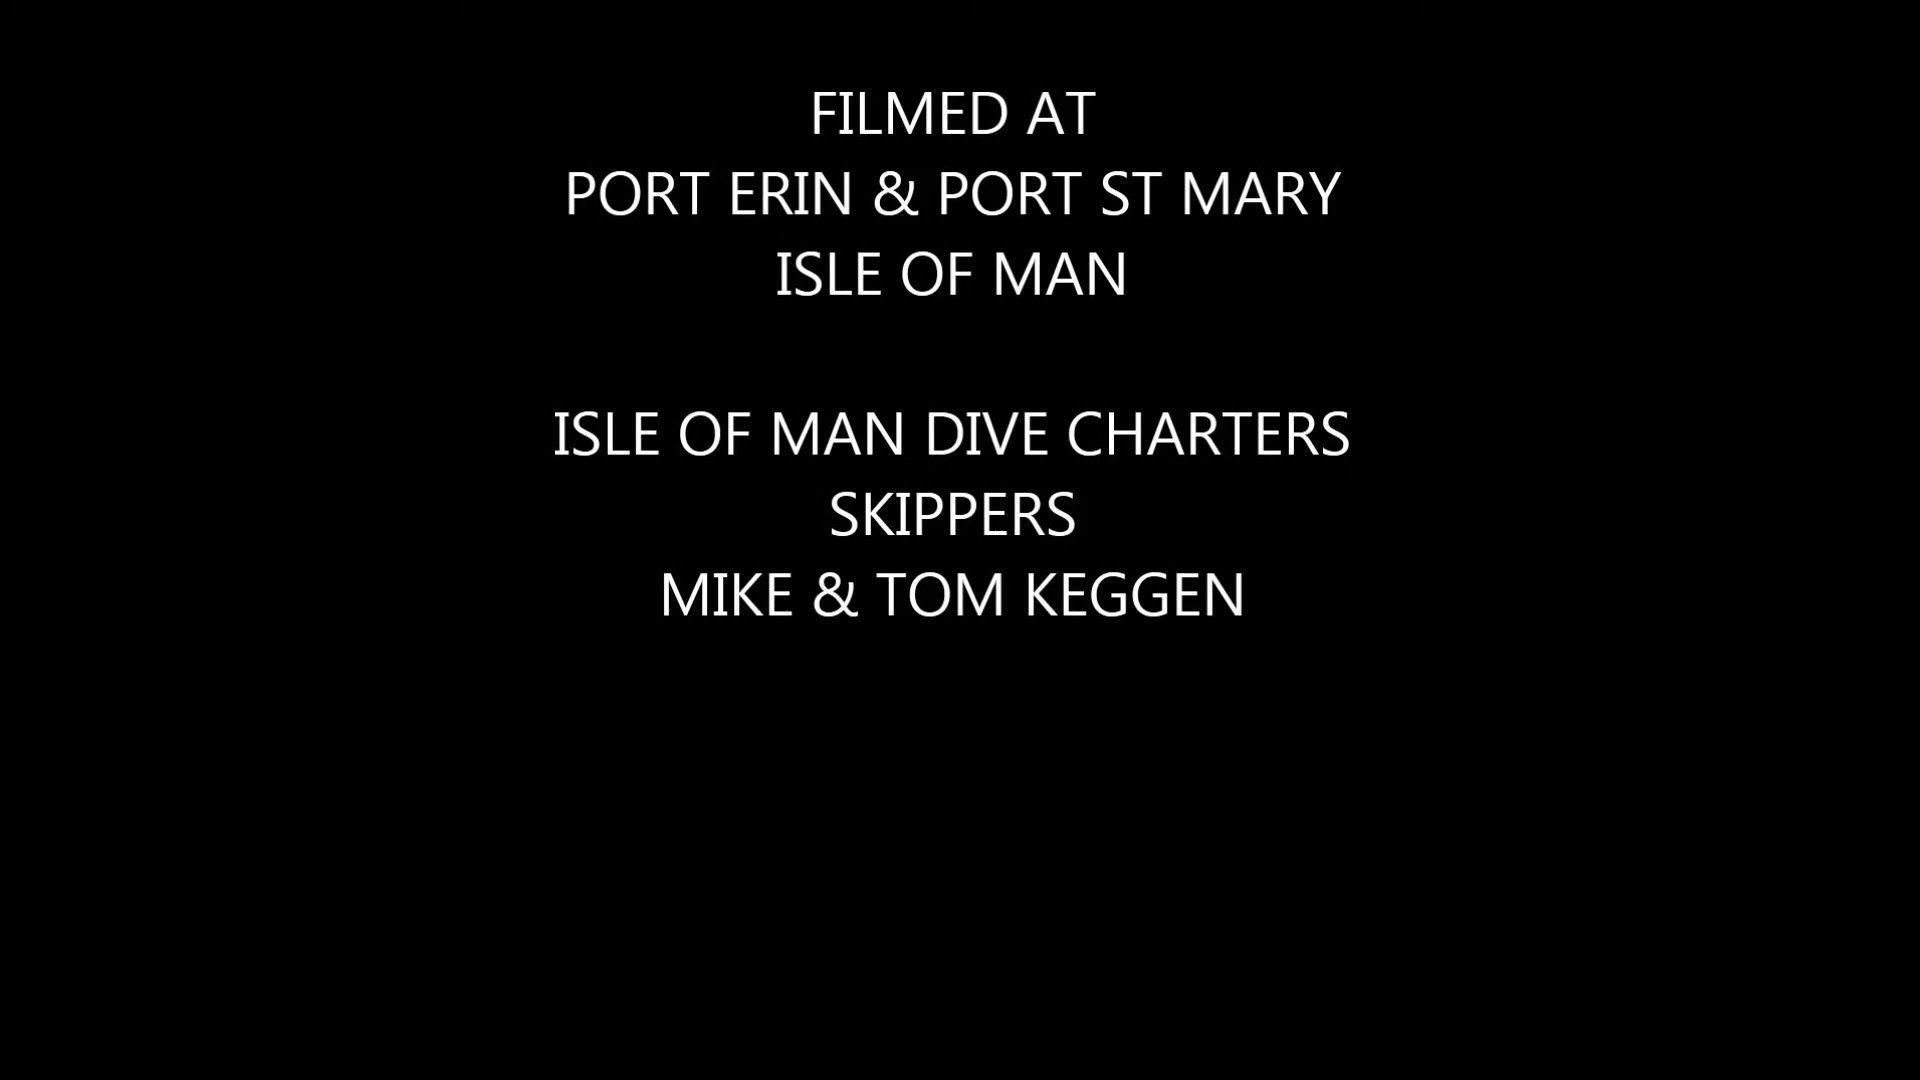 FILMED AT
PORT ERIN & PORT ST MARY
ISLE OF MAN
ISLE OF MAN DIVE CHARTERS
SKIPPERS
MIKE & TOM KEGGEN